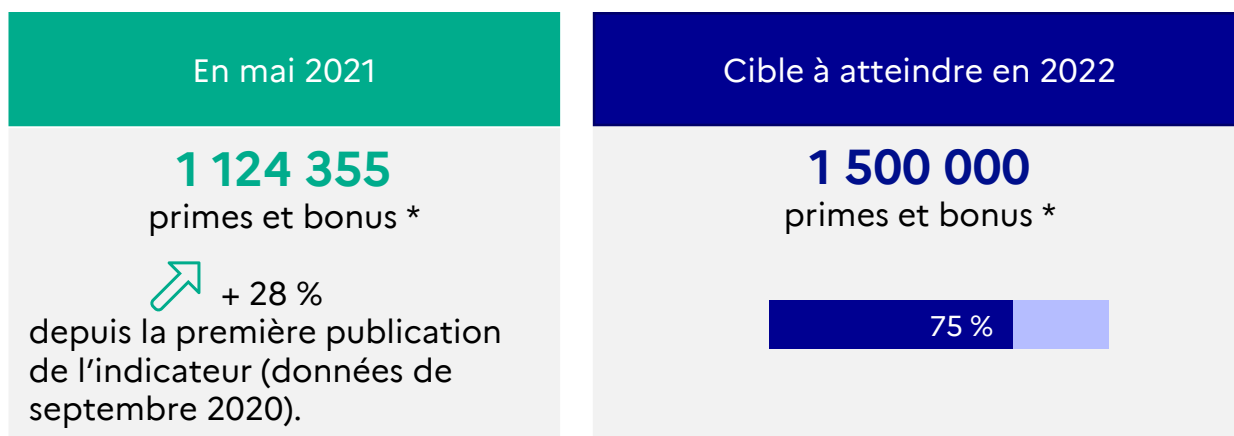 En mai 2021
1 124 355
primes et bonus *
+ 28 %
depuis la première publication
de l’indicateur (données de
septembre 2020).
Cible à atteindre en 2022
1 500 000
primes et bonus *
75 %